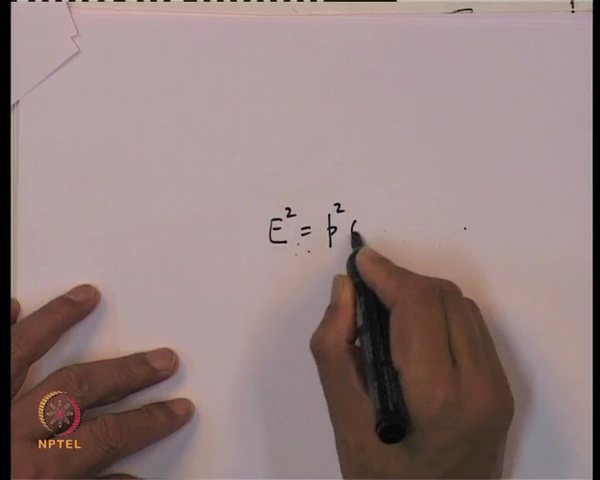 E² = p² c
NPTEL